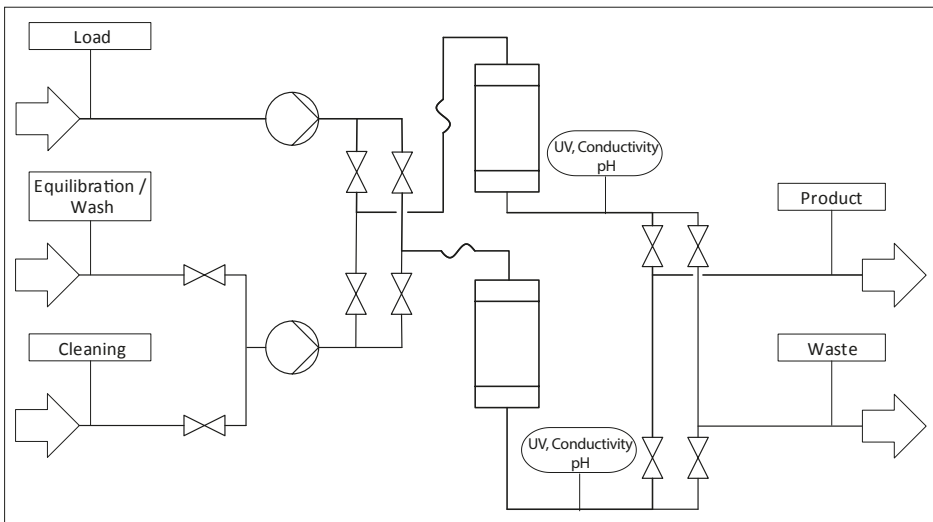 Load
UV, Conductivity
pH
Equilibration /
Wash
Product
Cleaning
Waste
UV, Conductivity
pH